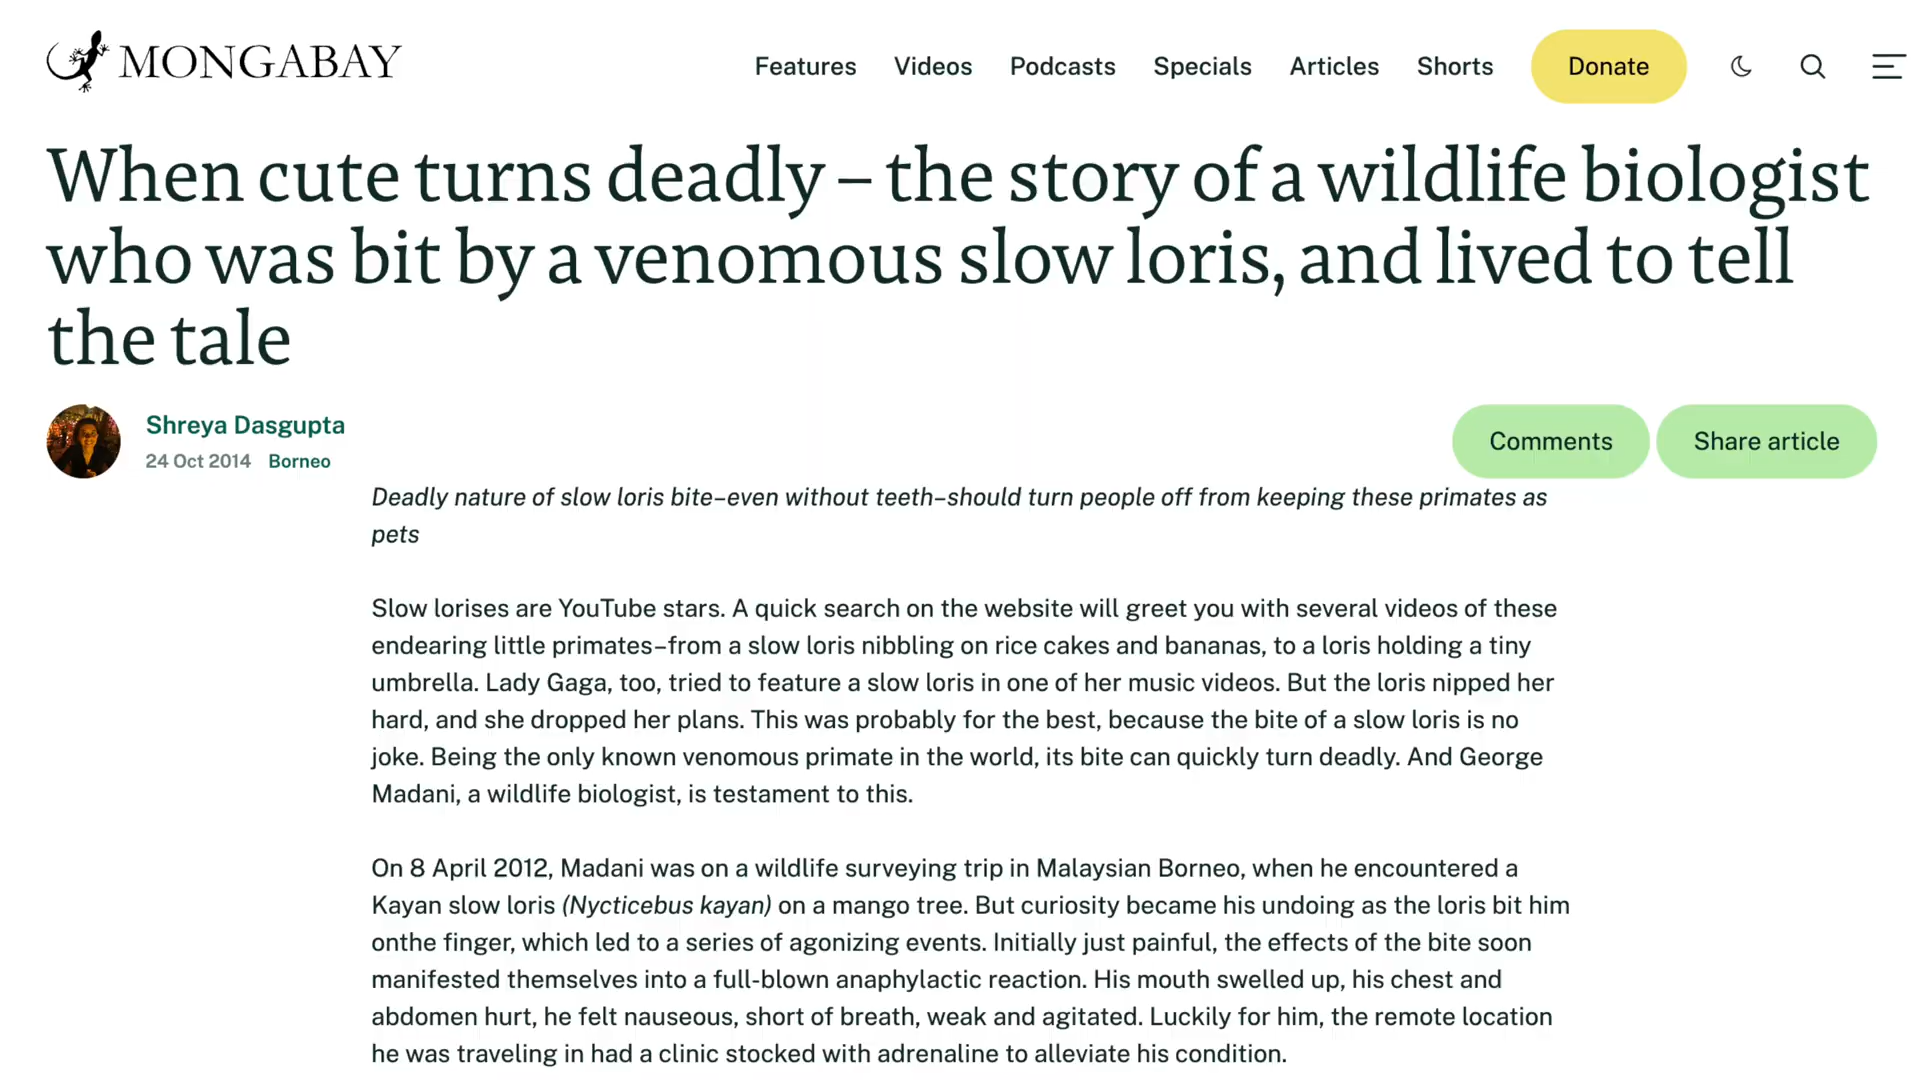 MONGABAY
Features Videos Podcasts Specials Articles Shorts Donate
When cute turns deadly – the story of a wildlife biologist
who was bit by a venomous slow loris, and lived to tell
the tale
Shreya Dasgupta
24 Oct 2014 Borneo
Comments Share article
Deadly nature of slow loris bite–even without teeth–should turn people off from keeping these primates as
pets
Slow lorises are YouTube stars. A quick search on the website will greet you with several videos of these
endearing little primates–from a slow loris nibbling on rice cakes and bananas, to a loris holding a tiny
umbrella. Lady Gaga, too, tried to feature a slow loris in one of her music videos. But the loris nipped her
hard, and she dropped her plans. This was probably for the best, because the bite of a slow loris is no
joke. Being the only known venomous primate in the world, its bite can quickly turn deadly. And George
Madani, a wildlife biologist, is testament to this.
On 8 April 2012, Madani was on a wildlife surveying trip in Malaysian Borneo, when he encountered a
Kayan slow loris (Nycticebus kayan) on a mango tree. But curiosity became his undoing as the loris bit him
onthe finger, which led to a series of agonizing events. Initially just painful, the effects of the bite soon
manifested themselves into a full-blown anaphylactic reaction. His mouth swelled up, his chest and
abdomen hurt, he felt nauseous, short of breath, weak and agitated. Luckily for him, the remote location
he was traveling in had a clinic stocked with adrenaline to alleviate his condition.